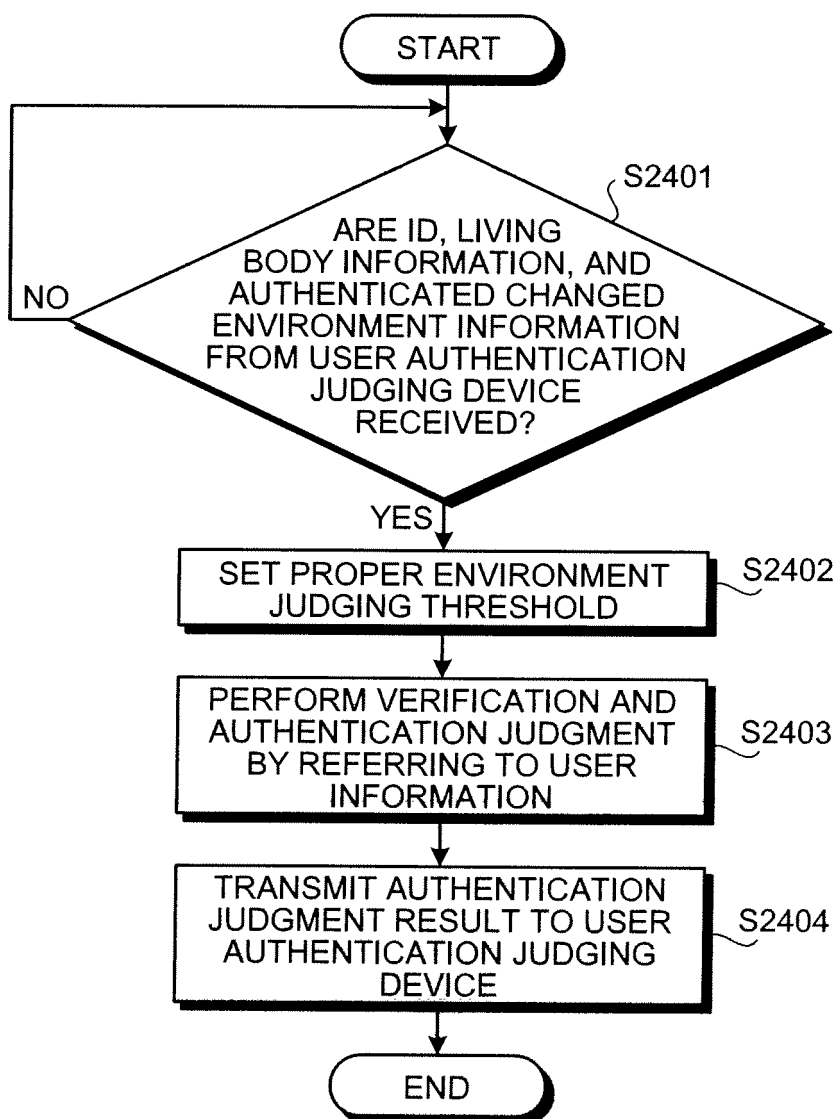 START
S2401
ARE ID, LIVING
BODY INFORMATION, AND
AUTHENTICATED CHANGED
ENVIRONMENT INFORMATION
FROM USER AUTHENTICATION
JUDGING DEVICE
RECEIVED?
NO
YES
SET PROPER ENVIRONMENT
JUDGING THRESHOLD
S2402
PERFORM VERIFICATION AND
AUTHENTICATION JUDGMENT
BY REFERRING TO USER
INFORMATION
S2403
TRANSMIT AUTHENTICATION
JUDGMENT RESULT TO USER
AUTHENTICATION JUDGING
DEVICE
S2404
END